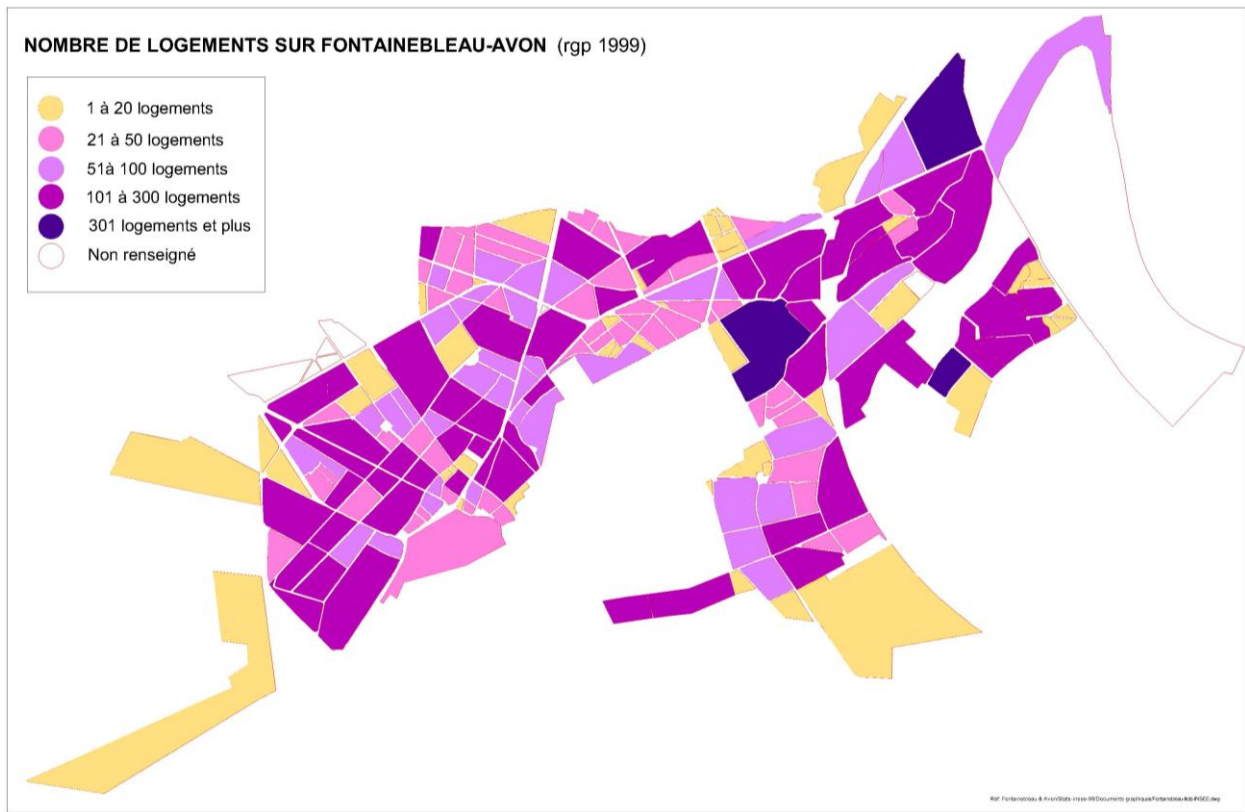 NOMBRE DE LOGEMENTS SUR FONTAINEBLEAU-AVON (rgp 1999)
1 à 20 logements
21 à 50 logements
51à 100 logements
101 à 300 logements
301 logements et plus
Non renseigné